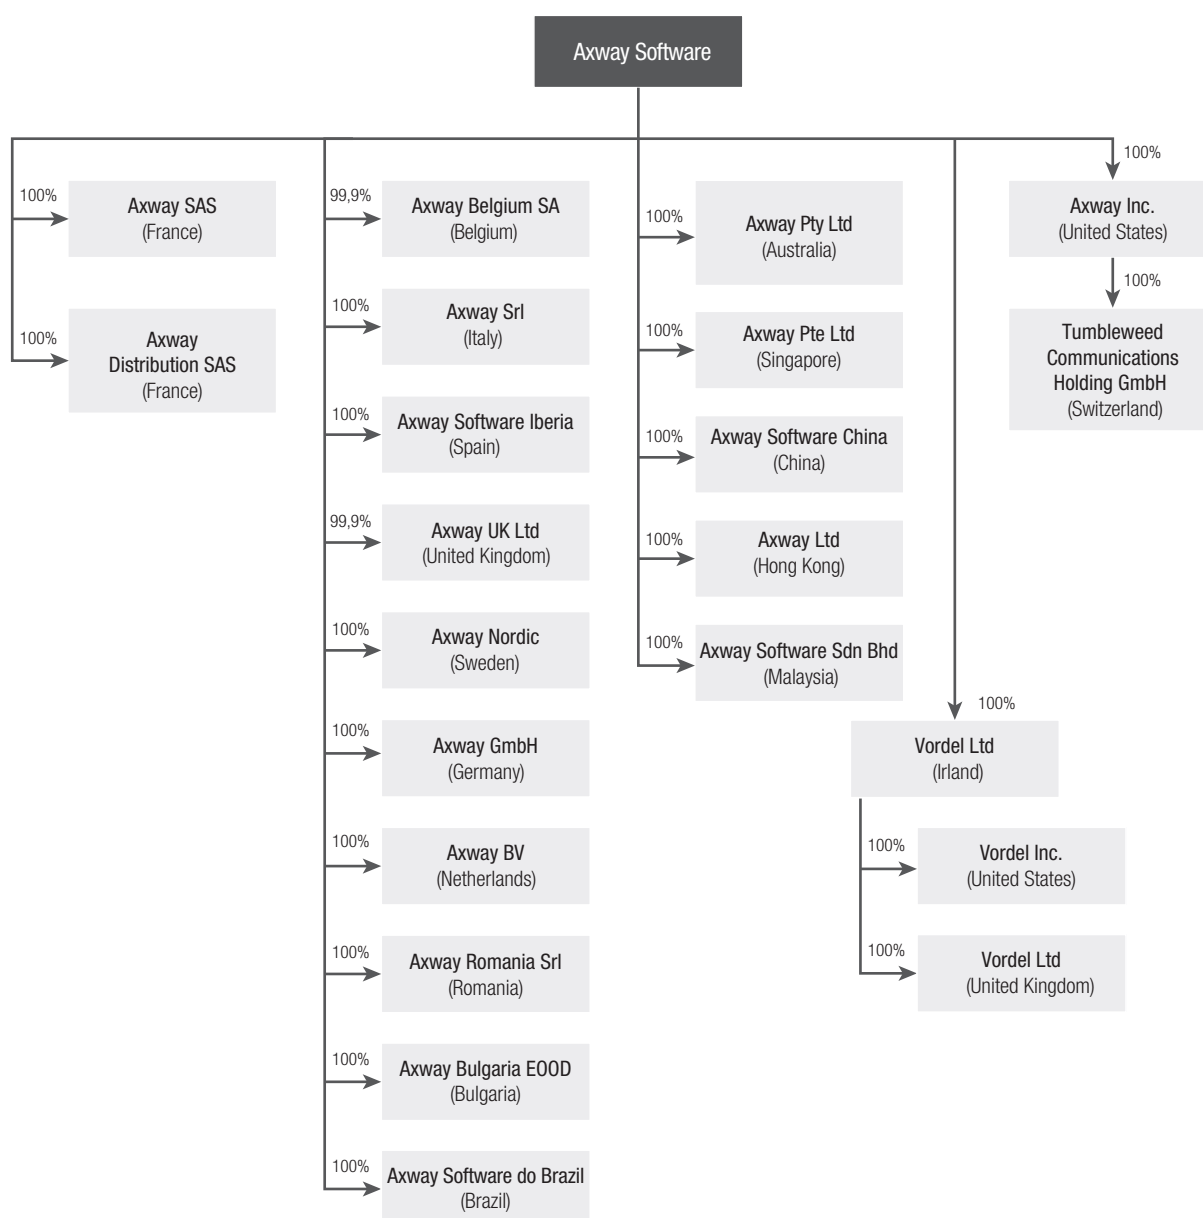 Axway Software
100%
Axway SAS
(France)
100%
Axway
Distribution SAS
(France)
99,9%
Axway Belgium SA
(Belgium)
100%
Axway Srl
(Italy)
100%
Axway Software Iberia
(Spain)
99,9%
Axway UK Ltd
(United Kingdom)
100%
Axway Nordic
(Sweden)
100%
Axway GmbH
(Germany)
100%
Axway BV
(Netherlands)
100%
Axway Romania Srl
(Romania)
100%
Axway Bulgaria EOOD
(Bulgaria)
100%
Axway Software do Brazil
(Brazil)
100%
Axway Pty Ltd
(Australia)
100%
Axway Pte Ltd
(Singapore)
100%
Axway Software China
(China)
100%
Axway Ltd
(Hong Kong)
100%
Axway Software Sdn Bhd
(Malaysia)
100%
Vordel Ltd
(Irland)
100%
Vordel Inc.
(United States)
100%
Vordel Ltd
(United Kingdom)
100%
Axway Inc.
(United States)
100%
Tumbleweed
Communications
Holding GmbH
(Switzerland)